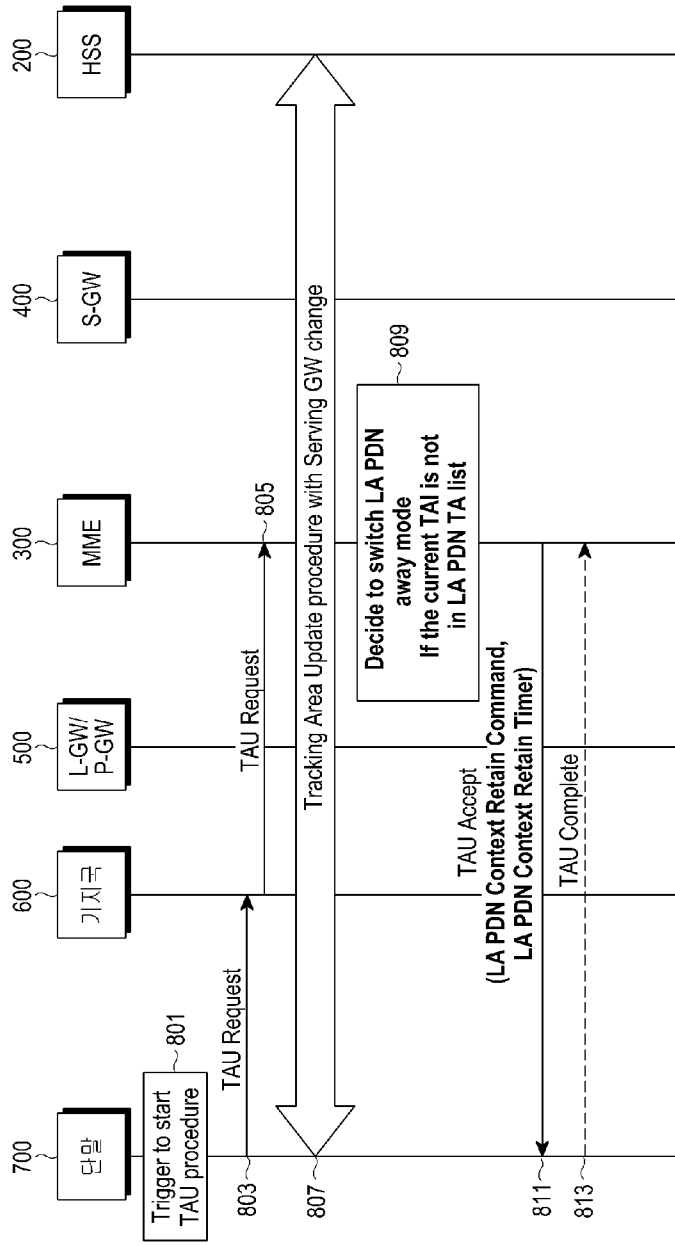 700
600
500
300
400
200
단말
기지국
L-GW/
P-GW
MME
S-GW
HSS
Trigger to start
TAU procedure
801
TAU Request
803
TAU Request
805
Tracking Area Update procedure with Serving GW change
807
Decide to switch LA PDN
away mode
If the current TAI is not
in LA PDN TA list
809
TAU Accept
(LA PDN Context Retain Command,
LA PDN Context Retain Timer)
811
TAU Complete
813